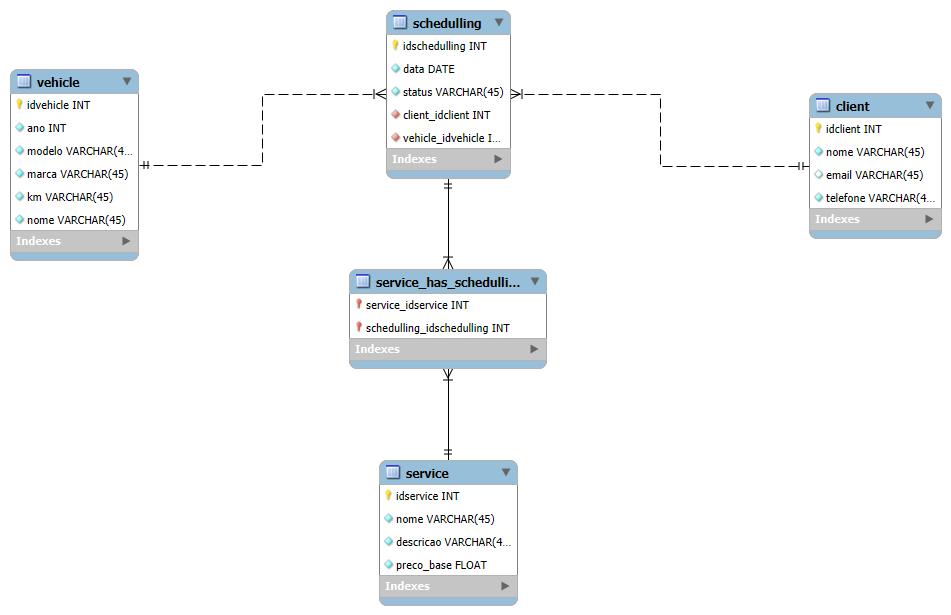 schedulling
idschedulling INT
data DATE
status VARCHAR(45)
client_idclient INT
vehicle_idvehicle I...
Indexes
vehicle
idvehicle INT
ano INT
modelo VARCHAR(4...
marca VARCHAR(45)
km VARCHAR(45)
nome VARCHAR(45)
Indexes
client
idclient INT
nome VARCHAR(45)
email VARCHAR(45)
telefone VARCHAR(4...
Indexes
service_has_schedulli...
service_idservice INT
schedulling_idschedulling INT
Indexes
service
idservice INT
nome VARCHAR(45)
descricao VARCHAR(4...
preco_base FLOAT
Indexes